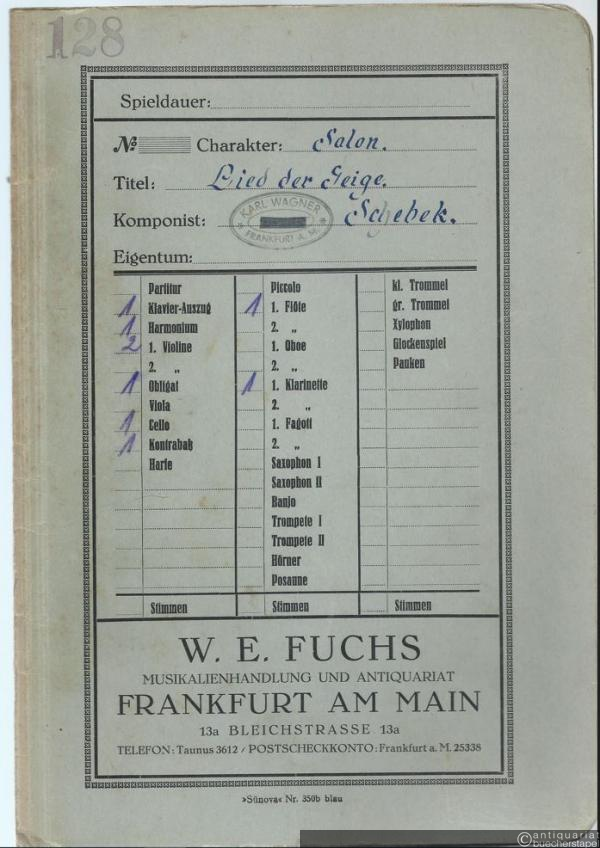 128
Spieldauer:
No Charakter: Salon.
Titel: Lied der Geige.
Komponist: Schebek.
KARL WAGNER
* FRANKFURT A. M. *
Eigentum:
Partitur
1 Klavier-Auszug
1 Harmonium
2 1. Violine
2. „
1 Obligat
Viola
1 Cello
1 Kontrabaß
Harfe
Stimmen
Piccolo
1 1. Flöte
2. „
1. Oboe
2. „
1 1. Klarinette
2. „
1. Fagott
2. „
Saxophon I
Saxophon II
Banjo
Trompete I
Trompete II
Hörner
Posaune
Stimmen
kl. Trommel
gr. Trommel
Xylophon
Glockenspiel
Pauken
Stimmen
W. E. FUCHS
MUSIKALIENHANDLUNG UND ANTIQUARIAT
FRANKFURT AM MAIN
13a BLEICHSTRASSE 13a
TELEFON: Taunus 3612 / POSTSCHECKKONTO: Frankfurt a. M. 25338
»Sünova« Nr. 350b blau
©antiquariat
buecherstapel